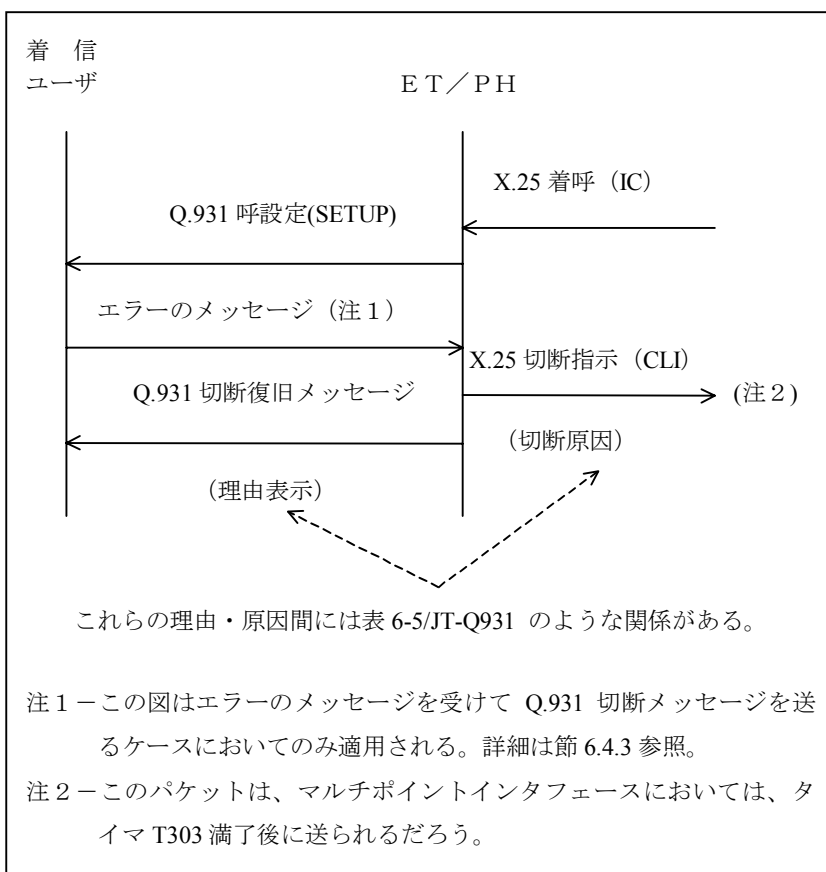 着　信
ユーザ
ＥＴ／ＰＨ
X.25 着呼（IC）
Q.931 呼設定(SETUP)
エラーのメッセージ（注１）
X.25 切断指示（CLI）
(注２)
Q.931 切断復旧メッセージ
（切断原因）
（理由表示）
これらの理由・原因間には表 6-5/JT-Q931 のような関係がある。
注１－この図はエラーのメッセージを受けて Q.931 切断メッセージを送
るケースにおいてのみ適用される。詳細は節 6.4.3 参照。
注２－このパケットは、マルチポイントインタフェースにおいては、タ
イマ T303 満了後に送られるだろう。